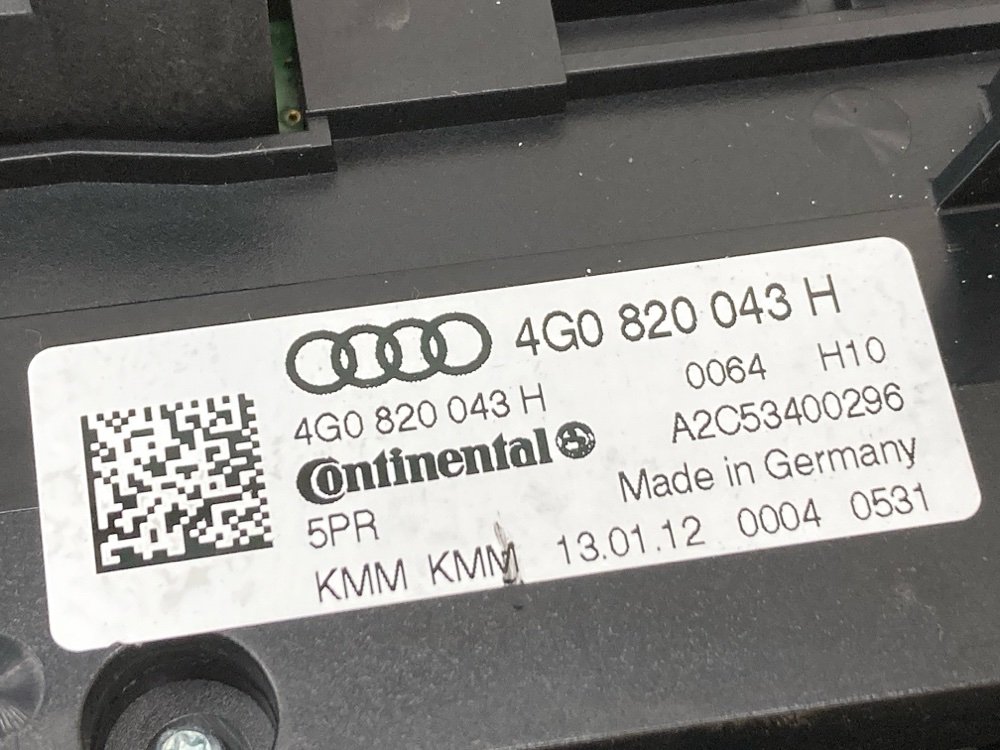 4G0 820 043 H
0064 H10
4G0 820 043 H
A2C53400296
Continental
Made in Germany
5PR
KMM KMM 13.01.12 0004 0531